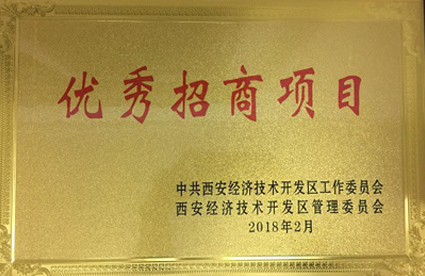 优秀招商项目
中共西安经济技术开发区工作委员会
西安经济技术开发区管理委员会
2018年2月